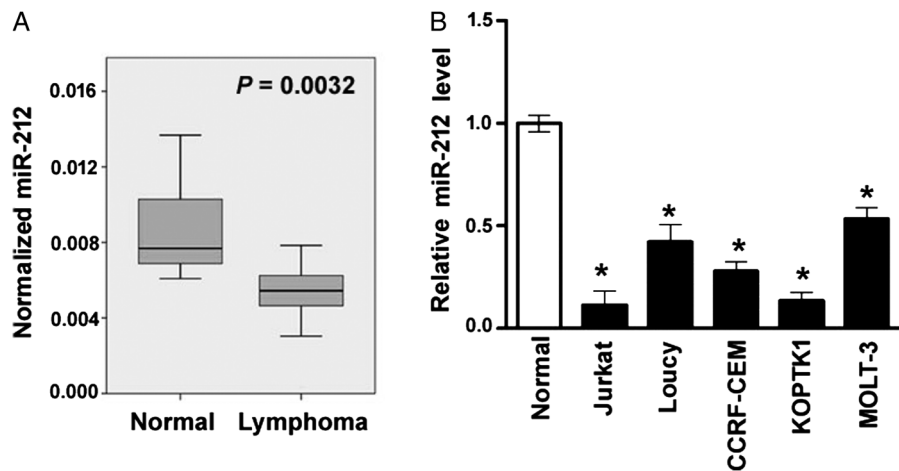 A
Normalized miR-212
0.016
0.012
0.008
0.004
0.000
P = 0.0032
Normal Lymphoma
B
Relative miR-212 level
1.5
1.0
0.5
0.0
* * * * *
Normal
Jurkat
Loucy
CCRF-CEM
KOPTK1
MOLT-3